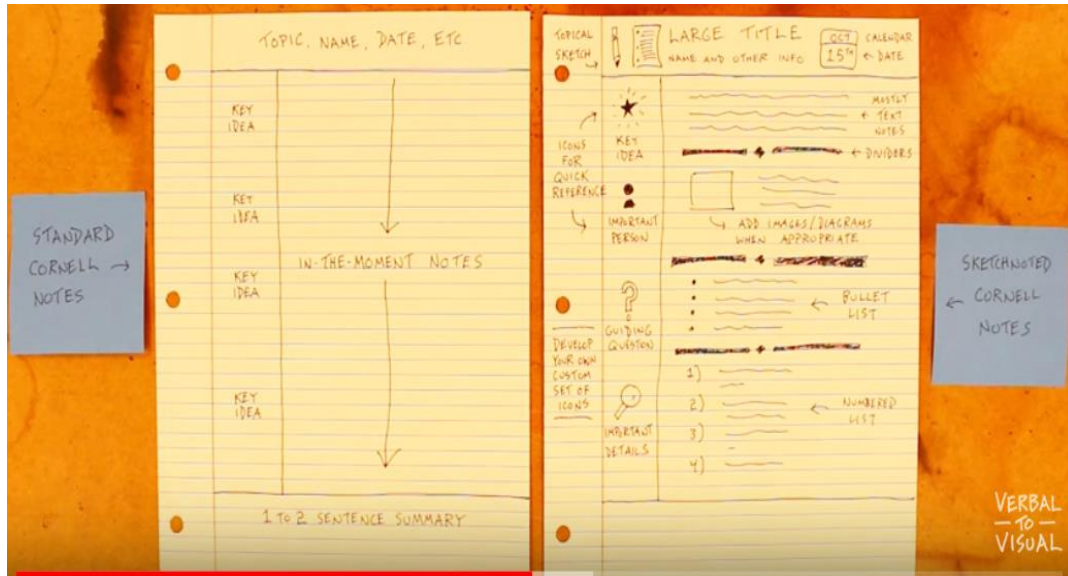 STANDARD
CORNELL →
NOTES
TOPIC, NAME, DATE, ETC
KEY
IDEA
KEY
IDEA
IN-THE-MOMENT NOTES
KEY
IDEA
KEY
IDEA
1 TO 2 SENTENCE SUMMARY
TOPICAL
SKETCH
LARGE TITLE
NAME AND OTHER INFO
OCT
15TH
CALENDAR
← DATE
MOSTLY
← TEXT
NOTES
← DIVIDERS
ICONS
FOR
QUICK
REFERENCE
KEY
IDEA
IMPORTANT
PERSON
ADD IMAGES/DIAGRAMS
WHEN APPROPRIATE
GUIDING
QUESTON
← BULLET
LIST
DEVELOP
YOUR OWN
CUSTOM
SET OF
ICONS
IMPORTANT
DETAILS
1)
2)
3)
4)
← NUMBERED
LIST
SKETCHNOTED
← CORNELL
NOTES
VERBAL
— TO —
VISUAL